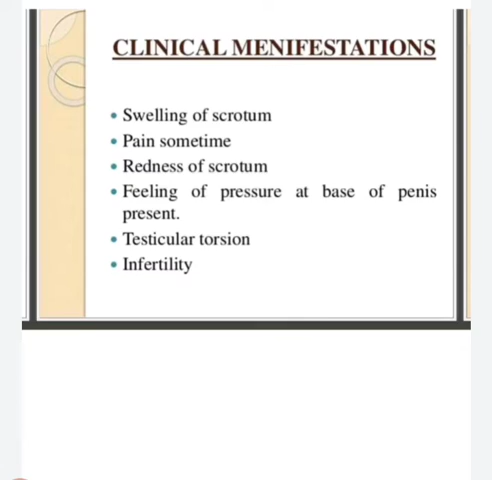 CLINICAL MENIFESTATIONS
• Swelling of scrotum
• Pain sometime
• Redness of scrotum
• Feeling of pressure at base of penis
present.
• Testicular torsion
• Infertility